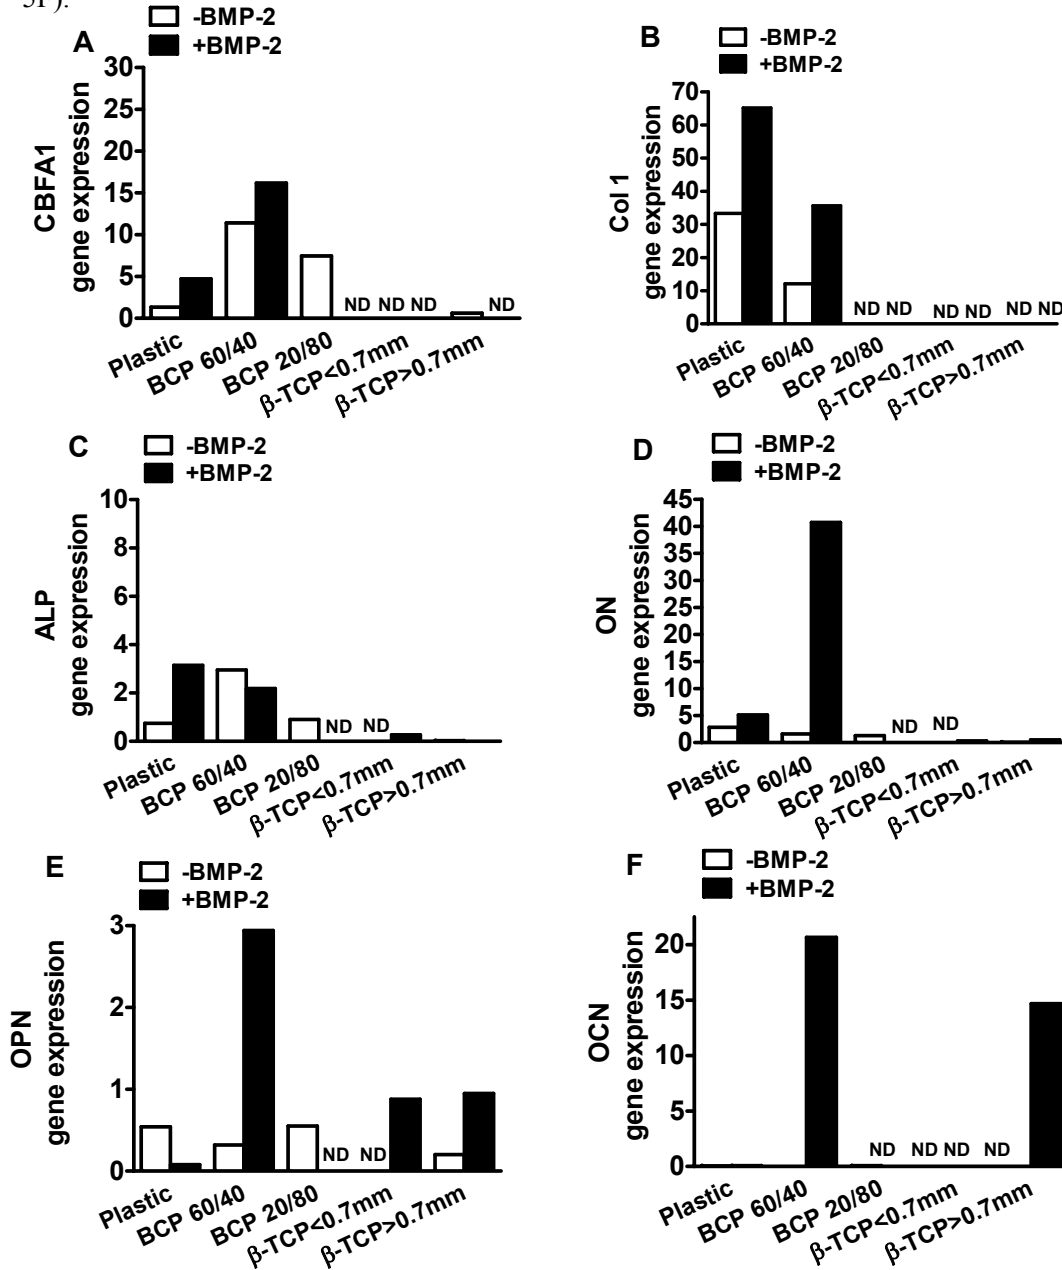 5F).
A
-BMP-2
+BMP-2
CBFA1
gene expression
30
25
20
15
10
5
0
ND ND ND
ND
Plastic
BCP 60/40
BCP 20/80
β-TCP<0.7mm
β-TCP>0.7mm
B
-BMP-2
+BMP-2
Col 1
gene expression
70
60
50
40
30
20
10
0
ND ND
ND ND
ND ND
Plastic
BCP 60/40
BCP 20/80
β-TCP<0.7mm
β-TCP>0.7mm
C
-BMP-2
+BMP-2
ALP
gene expression
10
8
6
4
2
0
ND ND
Plastic
BCP 60/40
BCP 20/80
β-TCP<0.7mm
β-TCP>0.7mm
D
-BMP-2
+BMP-2
ON
gene expression
45
40
35
30
25
20
15
10
5
0
ND ND
Plastic
BCP 60/40
BCP 20/80
β-TCP<0.7mm
β-TCP>0.7mm
E
-BMP-2
+BMP-2
OPN
gene expression
3
2
1
0
ND ND
Plastic
BCP 60/40
BCP 20/80
β-TCP<0.7mm
β-TCP>0.7mm
F
-BMP-2
+BMP-2
OCN
gene expression
20
15
10
5
0
ND
ND ND
ND
Plastic
BCP 60/40
BCP 20/80
β-TCP<0.7mm
β-TCP>0.7mm